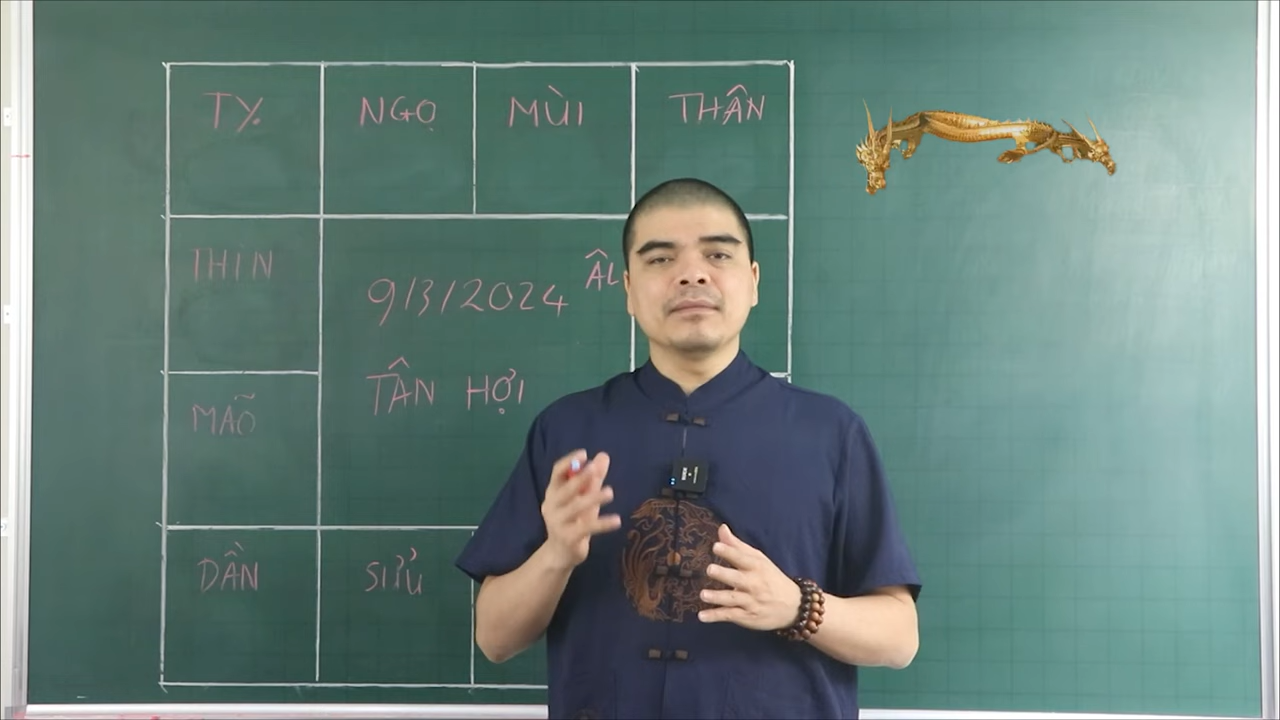 TỴ NGỌ MÙI THÂN
THÌN
9/3/2024 ÂL
TÂN HỢI
MÃO
DẦN SỬU